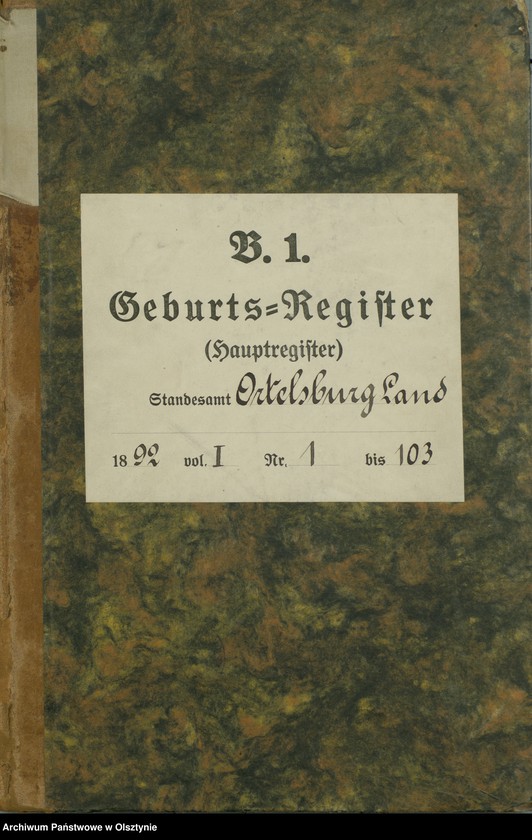 B. 1.
Geburts=Regiſter
(Hauptregiſter)
Standesamt Ortelsburg Land
1892 vol. I Nr. 1 bis 103
Archiwum Państwowe w Olsztynie